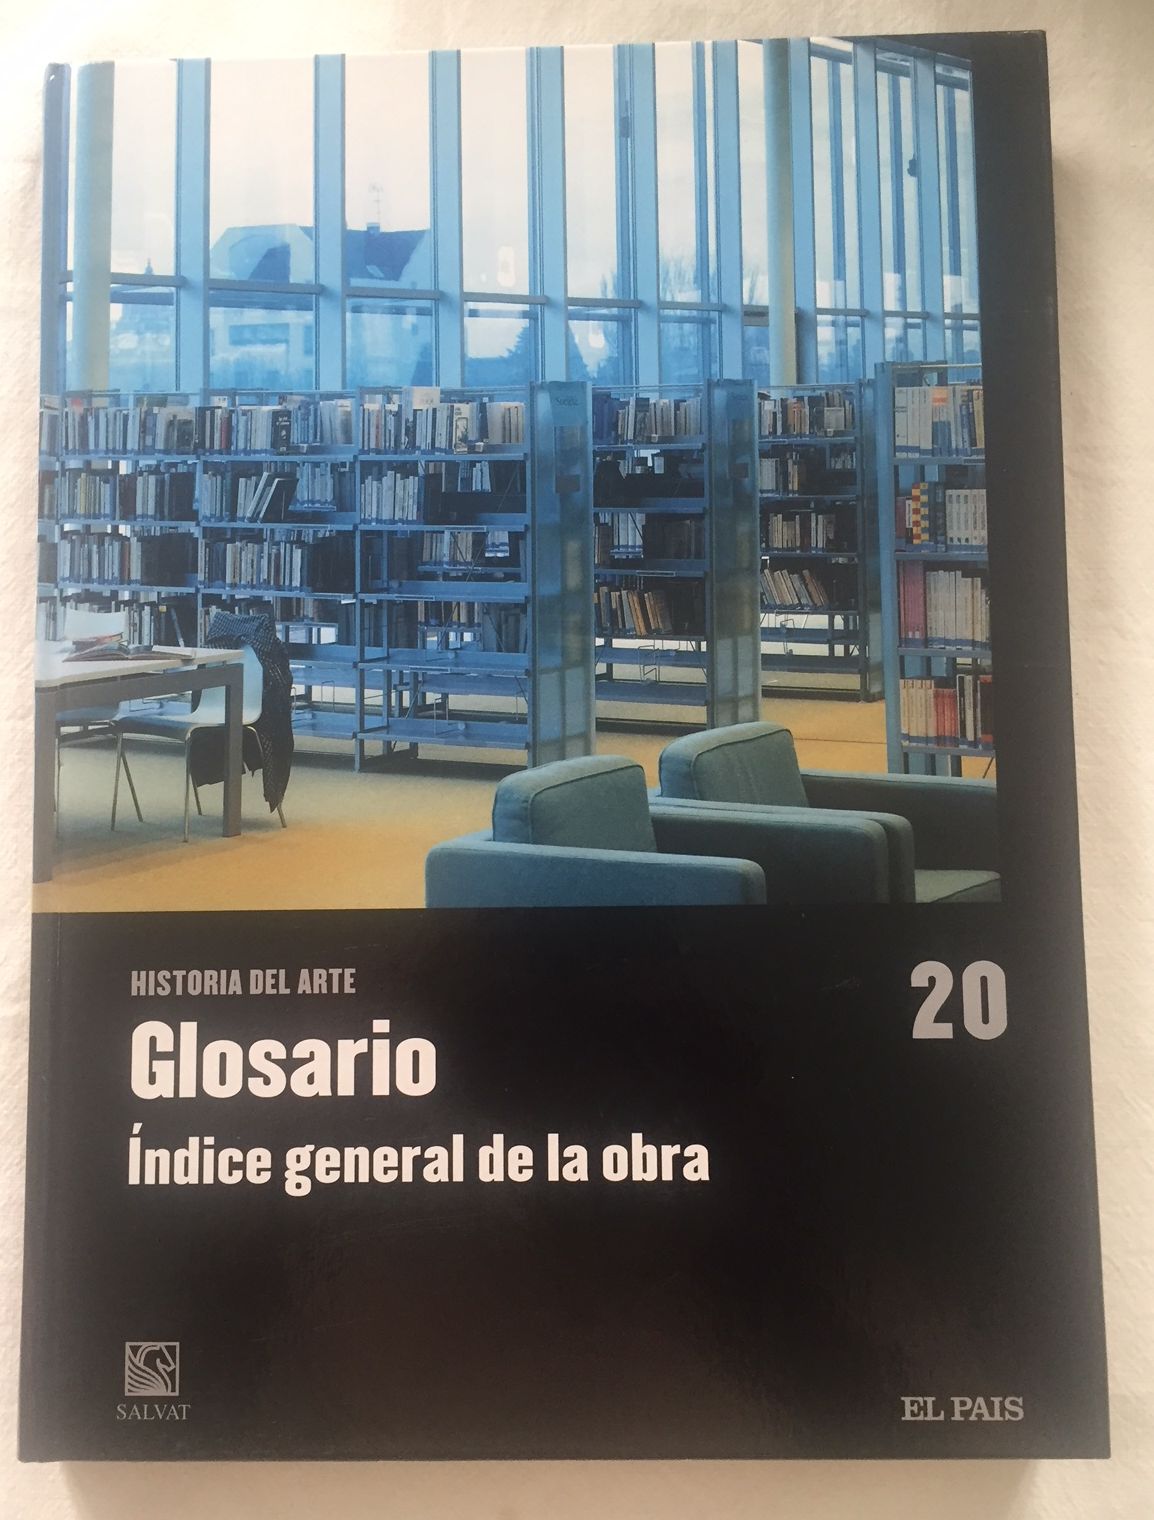 HISTORIA DEL ARTE
20
Glosario
Índice general de la obra
SALVAT
EL PAIS